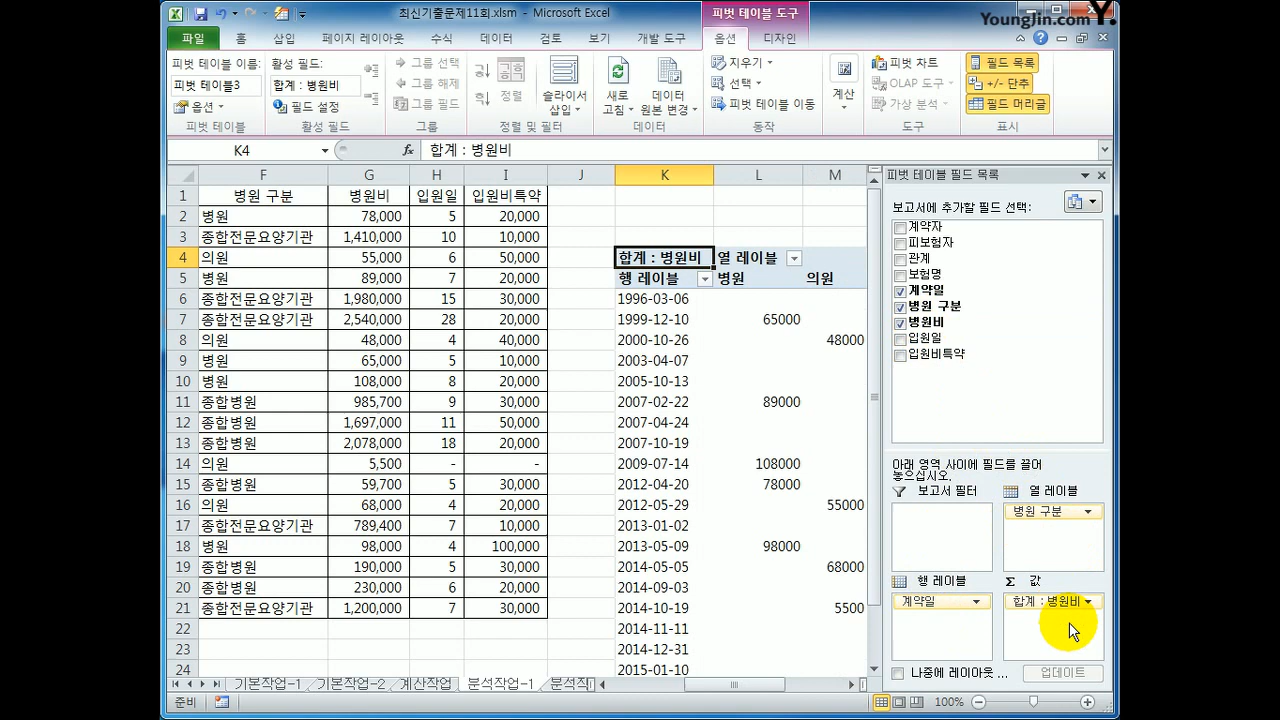 최신기출문제11회.xlsm - Microsoft Excel
피벗 테이블 도구
YoungJin.com Y.
파일 홈 삽입 페이지 레이아웃 수식 데이터 검토 보기 개발 도구 옵션 디자인
피벗 테이블 이름: 활성 필드: 그룹 선택 지우기 피벗 차트 필드 목록
피벗 테이블3 합계 : 병원비 그룹 해제 정렬 슬라이서 삽입 새로 고침 데이터 원본 변경 선택 계산 OLAP 도구 +/- 단추
옵션 필드 설정 그룹 필드 피벗 테이블 이동 가상 분석 필드 머리글
피벗 테이블 활성 필드 그룹 정렬 및 필터 데이터 동작 도구 표시
K4 fx 합계 : 병원비
F G H I J K L M
1 병원 구분 병원비 입원일 입원비특약
2 병원 78,000 5 20,000
3 종합전문요양기관 1,410,000 10 10,000
4 의원 55,000 6 50,000 합계 : 병원비 열 레이블
5 병원 89,000 7 20,000 행 레이블 병원 의원
6 종합전문요양기관 1,980,000 15 30,000 1996-03-06
7 종합전문요양기관 2,540,000 28 20,000 1999-12-10 65000
8 의원 48,000 4 40,000 2000-10-26 48000
9 병원 65,000 5 10,000 2003-04-07
10 병원 108,000 8 20,000 2005-10-13
11 종합병원 985,700 9 30,000 2007-02-22 89000
12 종합병원 1,697,000 11 50,000 2007-04-24
13 종합병원 2,078,000 18 20,000 2007-10-19
14 의원 5,500 - - 2009-07-14 108000
15 종합병원 59,700 5 30,000 2012-04-20 78000
16 의원 68,000 4 20,000 2012-05-29 55000
17 종합전문요양기관 789,400 7 10,000 2013-01-02
18 병원 98,000 4 100,000 2013-05-09 98000
19 종합병원 190,000 5 30,000 2014-05-05 68000
20 종합병원 230,000 6 20,000 2014-09-03
21 종합전문요양기관 1,200,000 7 30,000 2014-10-19 5500
22 2014-11-11
23 2014-12-31
24 2015-01-10
피벗 테이블 필드 목록
보고서에 추가할 필드 선택:
계약자
피보험자
관계
보험명
계약일
병원 구분
병원비
입원일
입원비특약
아래 영역 사이에 필드를 끌어
놓으십시오.
보고서 필터 열 레이블
병원 구분
행 레이블 Σ 값
계약일 합계 : 병원비
나중에 레이아웃 ... 업데이트
기본작업-1 기본작업-2 계산작업 분석작업-1
준비 100%